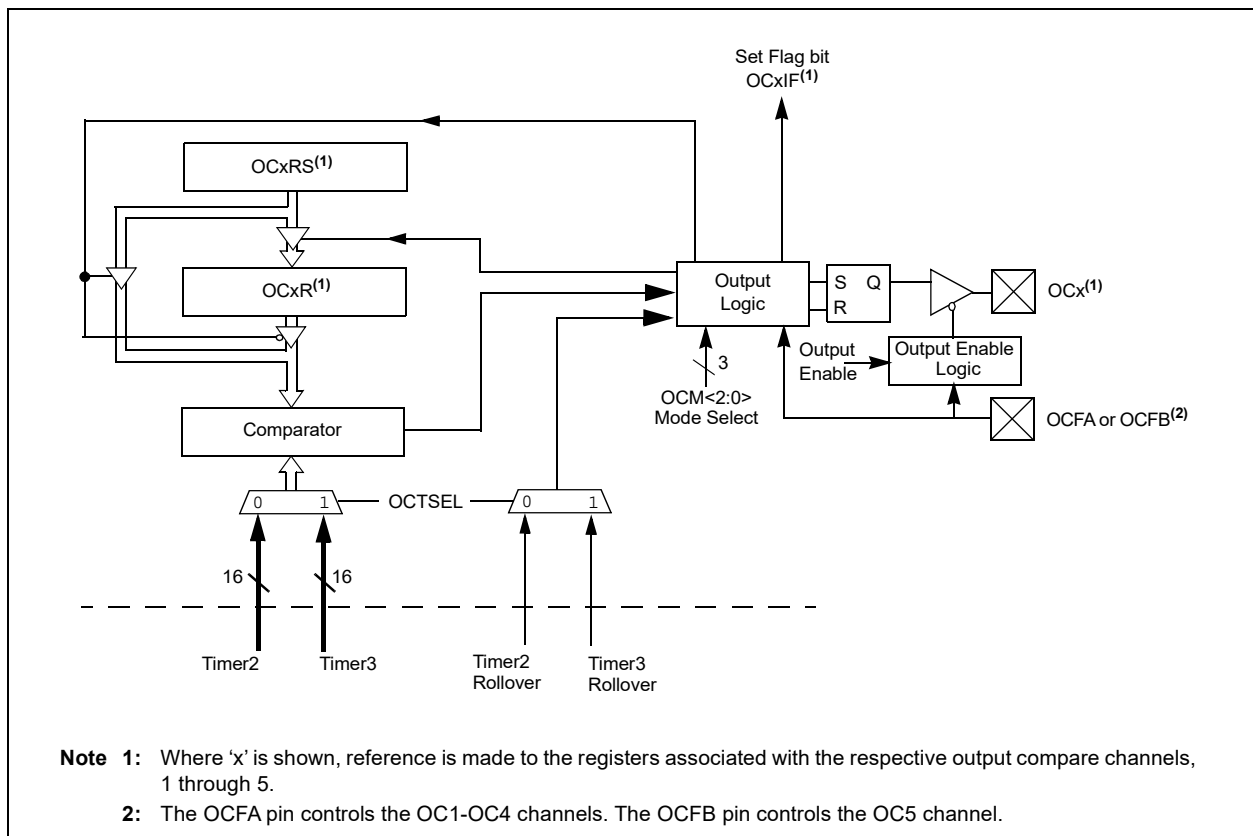 Set Flag bit
OCxIF(1)
OCxRS(1)
OCxR(1)
Output
Logic
S Q
R
OCx(1)
Output
Enable
Output Enable
Logic
3
OCM<2:0>
Mode Select
OCFA or OCFB(2)
Comparator
0 1
OCTSEL
0 1
16
16
Timer2
Timer3
Timer2
Rollover
Timer3
Rollover
Note 1: Where ‘x’ is shown, reference is made to the registers associated with the respective output compare channels,
1 through 5.
2: The OCFA pin controls the OC1-OC4 channels. The OCFB pin controls the OC5 channel.